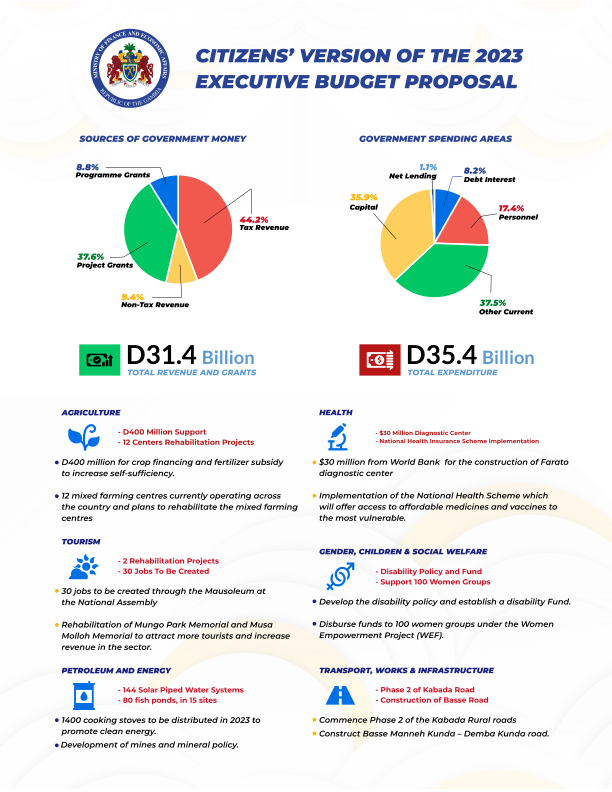 MINISTRY OF FINANCE AND ECONOMIC AFFAIRS
REPUBLIC OF THE GAMBIA
CITIZENS' VERSION OF THE 2023
EXECUTIVE BUDGET PROPOSAL
SOURCES OF GOVERNMENT MONEY
8.8%
Programme Grants
44.2%
Tax Revenue
37.6%
Project Grants
9.4%
Non-Tax Revenue
D31.4 Billion
TOTAL REVENUE AND GRANTS
GOVERNMENT SPENDING AREAS
1.1%
Net Lending
8.2%
Debt Interest
35.9%
Capital
17.4%
Personnel
37.5%
Other Current
D35.4 Billion
TOTAL EXPENDITURE
AGRICULTURE
- D400 Million Support
- 12 Centers Rehabilitation Projects
• D400 million for crop financing and fertilizer subsidy
to increase self-sufficiency.
• 12 mixed farming centres currently operating across
the country and plans to rehabilitate the mixed farming
centres
TOURISM
- 2 Rehabilitation Projects
- 30 Jobs To Be Created
• 30 jobs to be created through the Mausoleum at
the National Assembly
• Rehabilitation of Mungo Park Memorial and Musa
Molloh Memorial to attract more tourists and increase
revenue in the sector.
PETROLEUM AND ENERGY
- 144 Solar Piped Water Systems
- 80 fish ponds, in 15 sites
• 1400 cooking stoves to be distributed in 2023 to
promote clean energy.
• Development of mines and mineral policy.
HEALTH
- $30 Million Diagnostic Center
- National Health Insurance Scheme Implementation
• $30 million from World Bank for the construction of Farato
diagnostic center
• Implementation of the National Health Scheme which
will offer access to affordable medicines and vaccines to
the most vulnerable.
GENDER, CHILDREN & SOCIAL WELFARE
- Disability Policy and Fund
- Support 100 Women Groups
• Develop the disability policy and establish a disability Fund.
• Disburse funds to 100 women groups under the Women
Empowerment Project (WEF).
TRANSPORT, WORKS & INFRASTRUCTURE
- Phase 2 of Kabada Road
- Construction of Basse Road
• Commence Phase 2 of the Kabada Rural roads
• Construct Basse Manneh Kunda – Demba Kunda road.